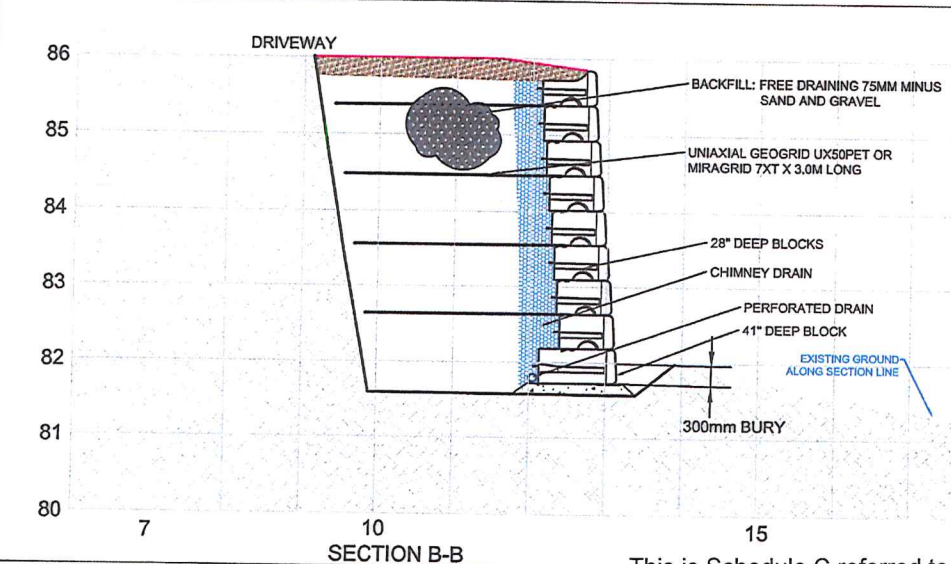 86
DRIVEWAY
BACKFILL: FREE DRAINING 75MM MINUS
SAND AND GRAVEL
85
UNIAXIAL GEOGRID UX50PET OR
MIRAGRID 7XT X 3.0M LONG
84
28" DEEP BLOCKS
83
CHIMNEY DRAIN
PERFORATED DRAIN
41" DEEP BLOCK
82
EXISTING GROUND
ALONG SECTION LINE
300mm BURY
81
80
7
10
15
SECTION B-B
This is Schedule C referred to